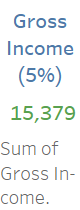 Gross
Income
(5%)
15,379
Sum of
Gross In-
come.